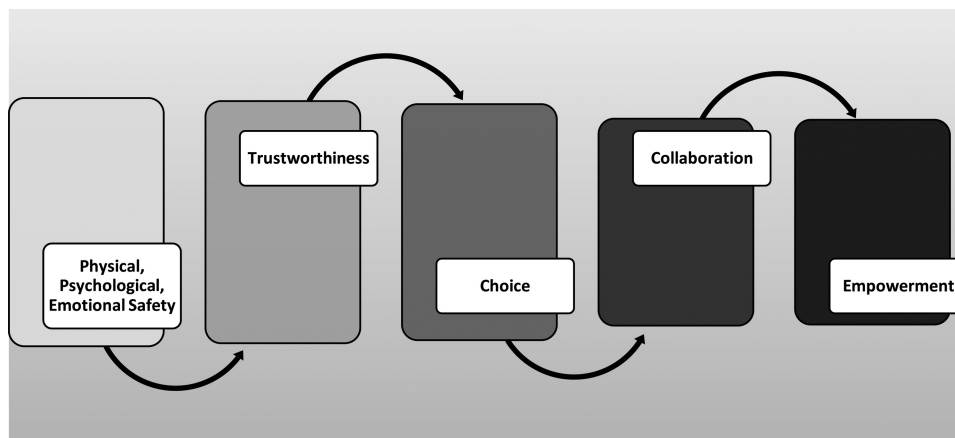 Physical,
Psychological,
Emotional Safety
Trustworthiness
Choice
Collaboration
Empowerment